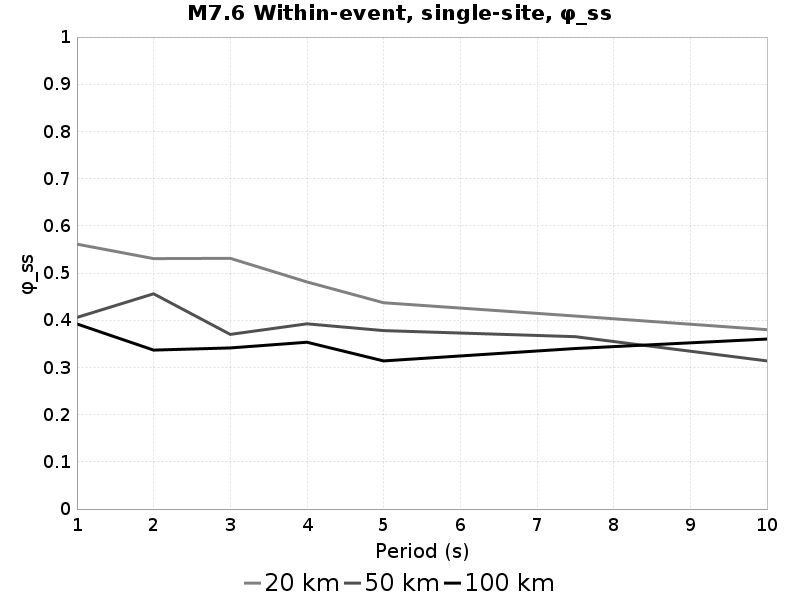 M7.6 Within-event, single-site, φ_ss
1
0.9
0.8
0.7
0.6
0.5
0.4
0.3
0.2
0.1
0
φ_ss
1 2 3 4 5 6 7 8 9 10
Period (s)
20 km 50 km 100 km